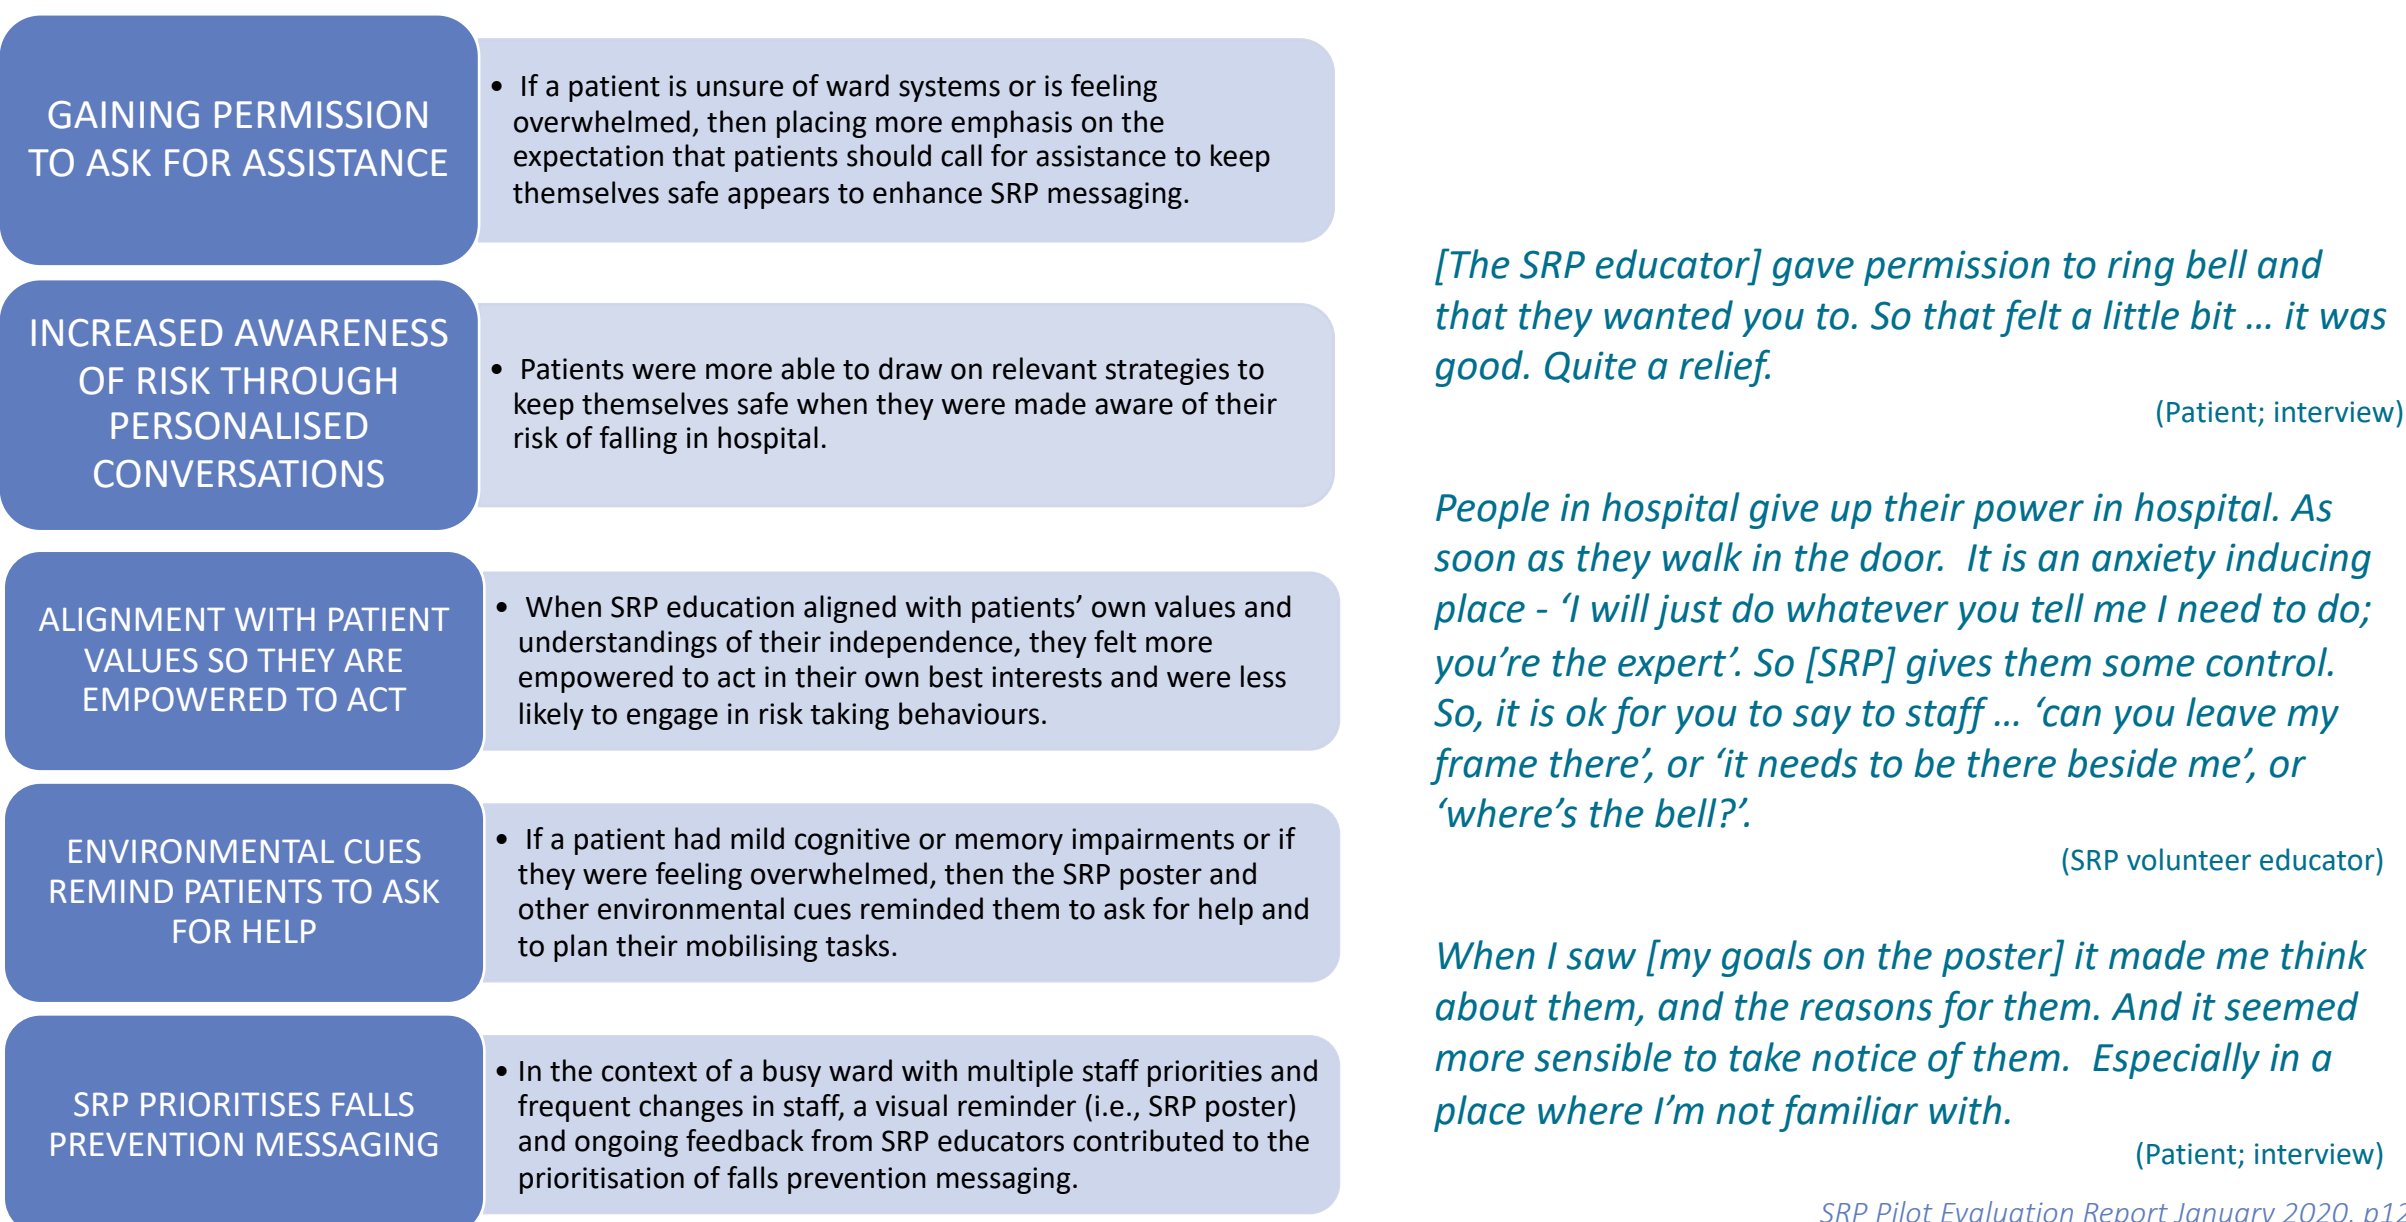 GAINING PERMISSION
TO ASK FOR ASSISTANCE
• If a patient is unsure of ward systems or is feeling
overwhelmed, then placing more emphasis on the
expectation that patients should call for assistance to keep
themselves safe appears to enhance SRP messaging.
INCREASED AWARENESS
OF RISK THROUGH
PERSONALISED
CONVERSATIONS
• Patients were more able to draw on relevant strategies to
keep themselves safe when they were made aware of their
risk of falling in hospital.
ALIGNMENT WITH PATIENT
VALUES SO THEY ARE
EMPOWERED TO ACT
• When SRP education aligned with patients’ own values and
understandings of their independence, they felt more
empowered to act in their own best interests and were less
likely to engage in risk taking behaviours.
ENVIRONMENTAL CUES
REMIND PATIENTS TO ASK
FOR HELP
• If a patient had mild cognitive or memory impairments or if
they were feeling overwhelmed, then the SRP poster and
other environmental cues reminded them to ask for help and
to plan their mobilising tasks.
SRP PRIORITISES FALLS
PREVENTION MESSAGING
• In the context of a busy ward with multiple staff priorities and
frequent changes in staff, a visual reminder (i.e., SRP poster)
and ongoing feedback from SRP educators contributed to the
prioritisation of falls prevention messaging.
[The SRP educator] gave permission to ring bell and
that they wanted you to. So that felt a little bit … it was
good. Quite a relief.
(Patient; interview)
People in hospital give up their power in hospital. As
soon as they walk in the door.  It is an anxiety inducing
place - ‘I will just do whatever you tell me I need to do;
you’re the expert’. So [SRP] gives them some control.
So, it is ok for you to say to staff … ‘can you leave my
frame there’, or ‘it needs to be there beside me’, or
‘where’s the bell?’.
(SRP volunteer educator)
When I saw [my goals on the poster] it made me think
about them, and the reasons for them. And it seemed
more sensible to take notice of them.  Especially in a
place where I’m not familiar with.
(Patient; interview)
SRP Pilot Evaluation Report January 2020, p12